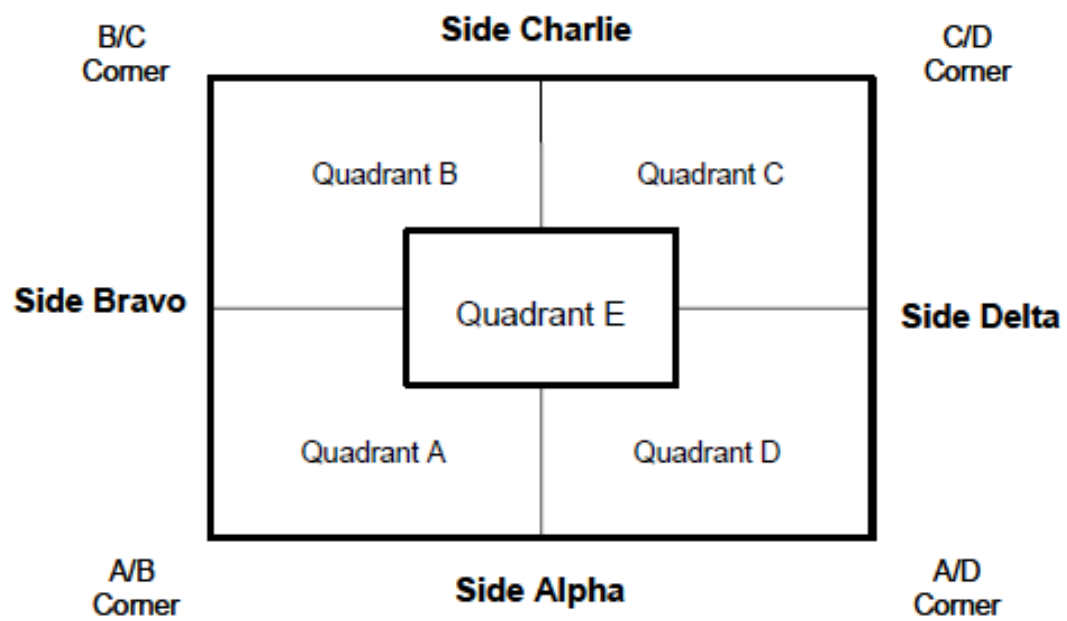 Side Charlie
B/C
Corner
C/D
Corner
Quadrant B
Quadrant C
Side Bravo
Quadrant E
Side Delta
Quadrant A
Quadrant D
A/B
Corner
Side Alpha
A/D
Corner